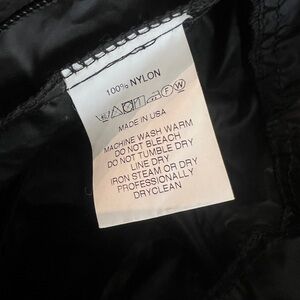 100% NYLON
MADE IN USA
MACHINE WASH WARM
DO NOT BLEACH
DO NOT TUMBLE DRY
LINE DRY
IRON STEAM OR DRY
PROFESSIONALLY
DRYCLEAN